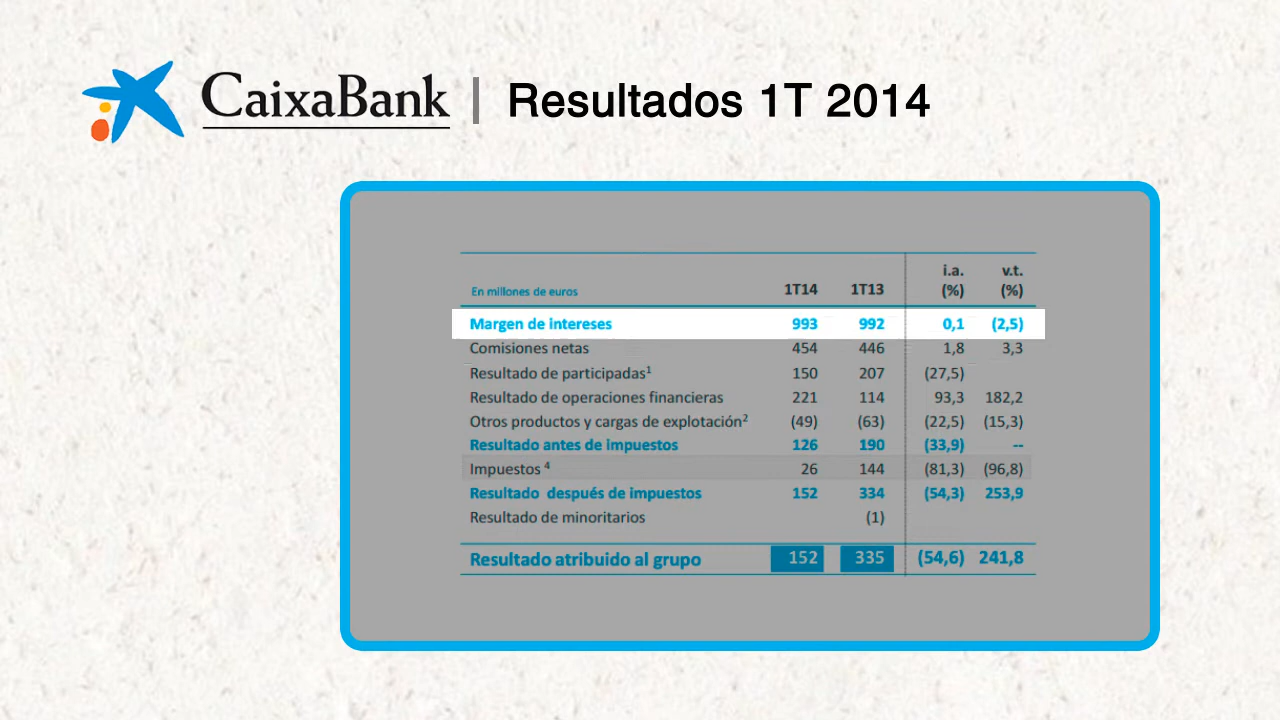 CaixaBank | Resultados 1T 2014
i.a. v.t.
En millones de euros 1T14 1T13 (%) (%)
Margen de intereses 993 992 0,1 (2,5)
Comisiones netas 454 446 1,8 3,3
Resultado de participadas¹ 150 207 (27,5)
Resultado de operaciones financieras 221 114 93,3 182,2
Otros productos y cargas de explotación² (49) (63) (22,5) (15,3)
Resultado antes de impuestos 126 190 (33,9) --
Impuestos ⁴ 26 144 (81,3) (96,8)
Resultado después de impuestos 152 334 (54,3) 253,9
Resultado de minoritarios (1)
Resultado atribuido al grupo 152 335 (54,6) 241,8